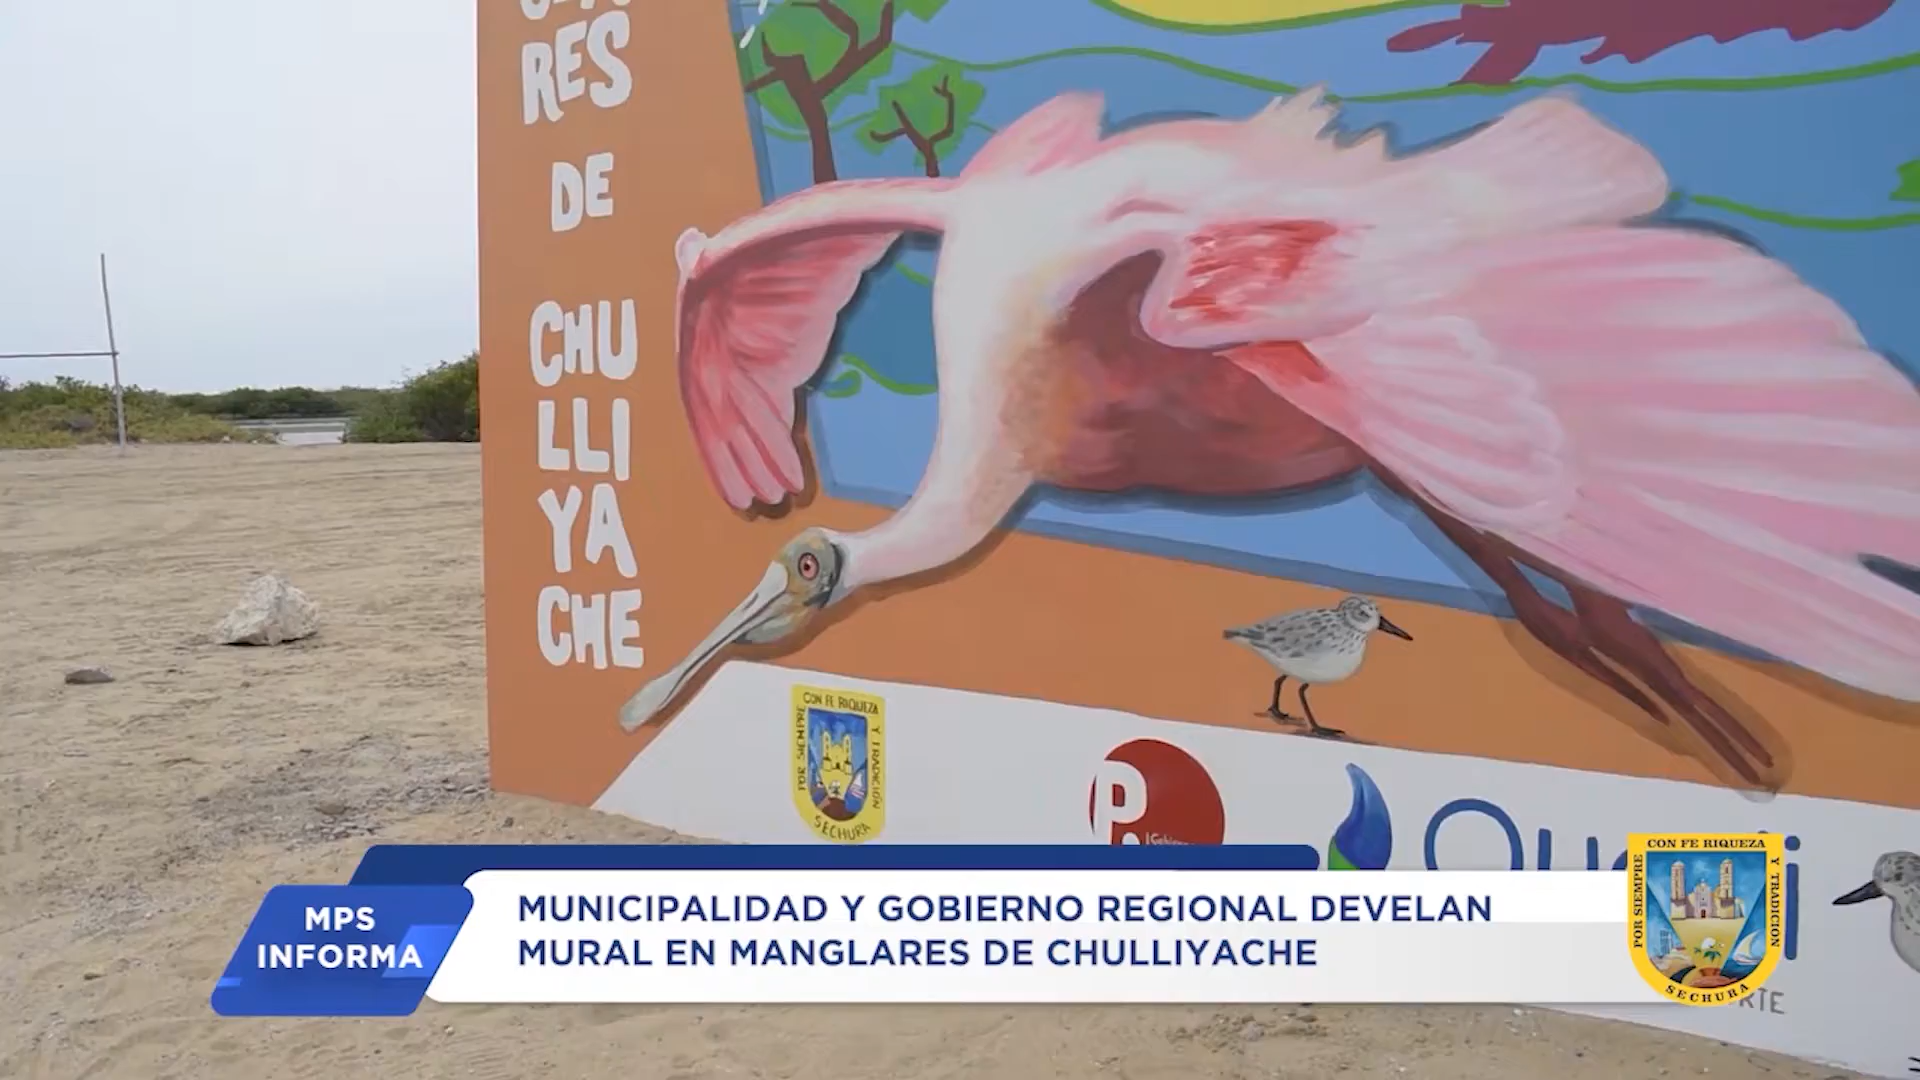 RES
DE
CHU
LLI
YA
CHE
CON FE RIQUEZA
POR SIEMPRE
Y TRADICIÓN
SECHURA
P.
MPS
INFORMA
MUNICIPALIDAD Y GOBIERNO REGIONAL DEVELAN
MURAL EN MANGLARES DE CHULLIYACHE
CON FE RIQUEZA
POR SIEMPRE
Y TRADICION
SECHURA